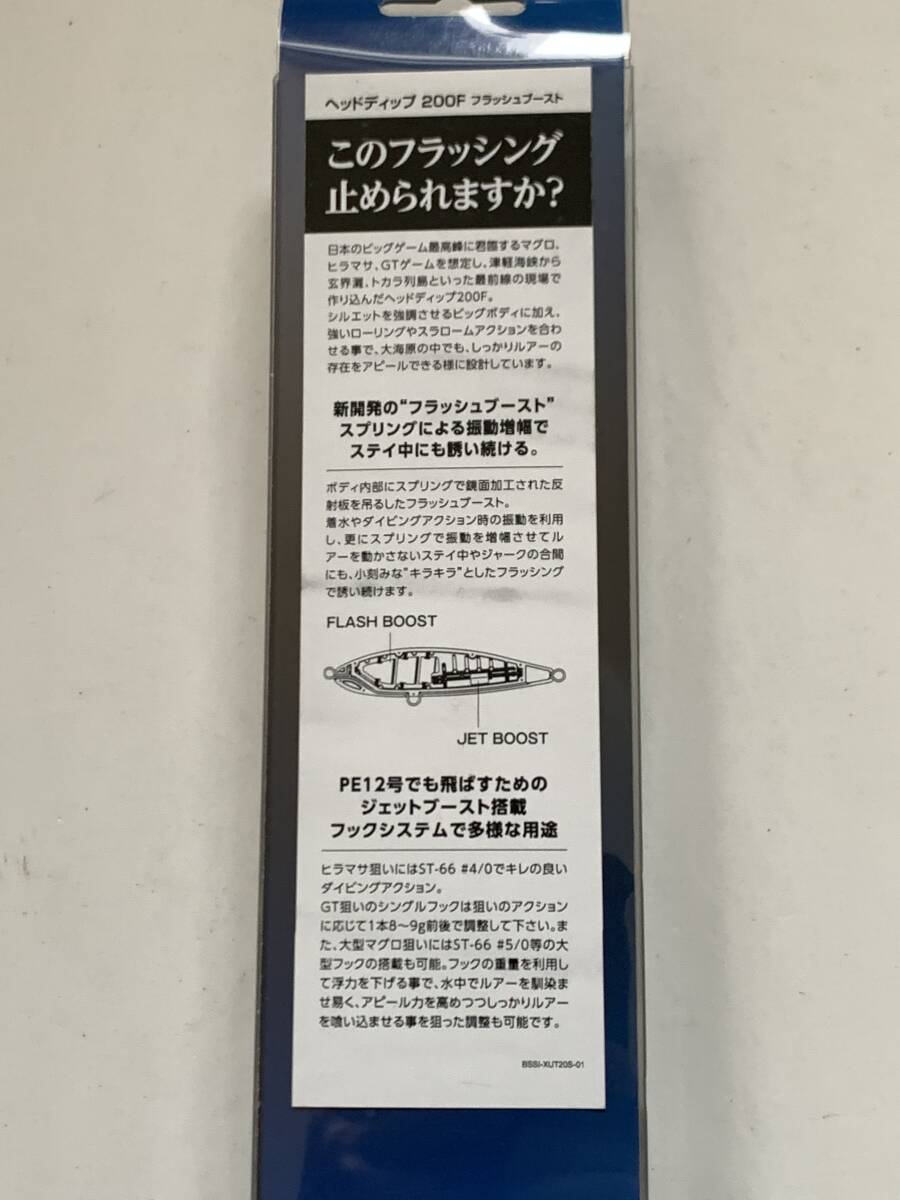 ヘッドディップ 200F フラッシュブースト
このフラッシング
止められますか?
日本のビッグゲーム最高峰に君臨するマグロ、
ヒラマサ、GTゲームを想定し、津軽海峡から
玄界灘、トカラ列島といった最前線の現場で
作り込んだヘッドディップ200F。
シルエットを強調させるビッグボディに加え、
強いローリングやスラロームアクションを合わ
せる事で、大海原の中でも、しっかりルアーの
存在をアピールできる様に設計しています。
新開発の“フラッシュブースト”
スプリングによる振動増幅で
ステイ中にも誘い続ける。
ボディ内部にスプリングで鏡面加工された反
射板を吊るしたフラッシュブースト。
着水やダイビングアクション時の振動を利用
し、更にスプリングで振動を増幅させてル
アーを動かさないステイ中やジャークの合間
にも、小刻みな“キラキラ”としたフラッシング
で誘い続けます。
FLASH BOOST
JET BOOST
PE12号でも飛ばすための
ジェットブースト搭載
フックシステムで多様な用途
ヒラマサ狙いにはST-66 #4/0でキレの良い
ダイビングアクション。
GT狙いのシングルフックは狙いのアクション
に応じて1本8〜9g前後で調整して下さい。ま
た、大型マグロ狙いにはST-66 #5/0等の大
型フックの搭載も可能。フックの重量を利用し
て浮力を下げる事で、水中でルアーを馴染ま
せ易く、アピール力を高めつつしっかりルアー
を喰い込ませる事を狙った調整も可能です。
BSSI-XUT20S-01